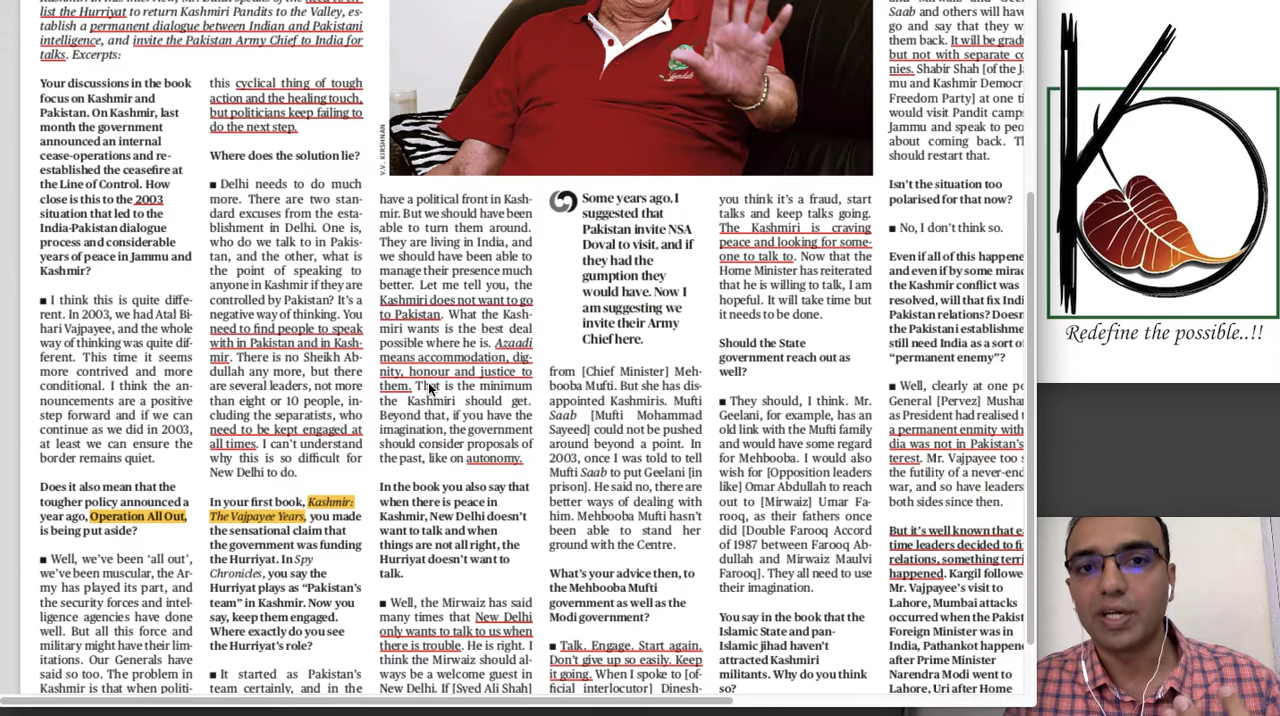 list the Hurriyat to return Kashmiri Pandits to the Valley, es-
tablish a permanent dialogue between Indian and Pakistani
intelligence, and invite the Pakistan Army Chief to India for
talks. Excerpts:
Your discussions in the book
focus on Kashmir and
Pakistan. On Kashmir, last
month the government
announced an internal
cease-operations and re-
established the ceasefire at
the Line of Control. How
close is this to the 2003
situation that led to the
India-Pakistan dialogue
process and considerable
years of peace in Jammu and
Kashmir?
■ I think this is quite diffe-
rent. In 2003, we had Atal Bi-
hari Vajpayee, and the whole
way of thinking was quite dif-
ferent. This time it seems
more contrived and more
conditional. I think the an-
nouncements are a positive
step forward and if we can
continue as we did in 2003,
at least we can ensure the
border remains quiet.
Does it also mean that the
tougher policy announced a
year ago, Operation All Out,
is being put aside?
■ Well, we've been 'all out',
we've been muscular, the Ar-
my has played its part, and
the security forces and intel-
ligence agencies have done
well. But all this force and
military might have their lim-
itations. Our Generals have
said so too. The problem in
Kashmir is that when politi-
this cyclical thing of tough
action and the healing touch,
but politicians keep failing to
do the next step.
Where does the solution lie?
■ Delhi needs to do much
more. There are two stan-
dard excuses from the esta-
blishment in Delhi. One is,
who do we talk to in Pakis-
tan, and the other, what is
the point of speaking to
anyone in Kashmir if they are
controlled by Pakistan? It's a
negative way of thinking. You
need to find people to speak
with in Pakistan and in Kash-
mir. There is no Sheikh Ab-
dullah any more, but there
are several leaders, not more
than eight or 10 people, in-
cluding the separatists, who
need to be kept engaged at
all times. I can't understand
why this is so difficult for
New Delhi to do.
In your first book, Kashmir:
The Vajpayee Years, you made
the sensational claim that
the government was funding
the Hurriyat. In Spy
Chronicles, you say the
Hurriyat plays as "Pakistan's
team" in Kashmir. Now you
say, keep them engaged.
Where exactly do you see
the Hurriyat's role?
■ It started as Pakistan's
team certainly, and in the
V.V. KRISHNAN
have a political front in Kash-
mir. But we should have been
able to turn them around.
They are living in India, and
we should have been able to
manage their presence much
better. Let me tell you, the
Kashmiri does not want to go
to Pakistan. What the Kash-
miri wants is the best deal
possible where he is. Azaadi
means accommodation, dig-
nity, honour and justice to
them. That is the minimum
the Kashmiri should get.
Beyond that, if you have the
imagination, the government
should consider proposals of
the past, like on autonomy.
In the book you also say that
when there is peace in
Kashmir, New Delhi doesn't
want to talk and when
things are not all right, the
Hurriyat doesn't want to
talk.
■ Well, the Mirwaiz has said
many times that New Delhi
only wants to talk to us when
there is trouble. He is right. I
think the Mirwaiz should al-
ways be a welcome guest in
New Delhi. If [Syed Ali Shah]
Some years ago, I
suggested that
Pakistan invite NSA
Doval to visit, and if
they had the
gumption they
would have. Now I
am suggesting we
invite their Army
Chief here.
from [Chief Minister] Meh-
booba Mufti. But she has dis-
appointed Kashmiris. Mufti
Saab [Mufti Mohammad
Sayeed] could not be pushed
around beyond a point. In
2003, once I was told to tell
Mufti Saab to put Geelani [in
prison]. He said no, there are
better ways of dealing with
him. Mehbooba Mufti hasn't
been able to stand her
ground with the Centre.
What's your advice then, to
the Mehbooba Mufti
government as well as the
Modi government?
■ Talk. Engage. Start again.
Don't give up so easily. Keep
it going. When I spoke to [of-
ficial interlocutor] Dinesh-
you think it's a fraud, start
talks and keep talks going.
The Kashmiri is craving
peace and looking for some-
one to talk to. Now that the
Home Minister has reiterated
that he is willing to talk, I am
hopeful. It will take time but
it needs to be done.
Should the State
government reach out as
well?
■ They should, I think. Mr.
Geelani, for example, has an
old link with the Mufti family
and would have some regard
for Mehbooba. I would also
wish for [Opposition leaders
like] Omar Abdullah to reach
out to [Mirwaiz] Umar Fa-
rooq, as their fathers once
did [Double Farooq Accord
of 1987 between Farooq Ab-
dullah and Mirwaiz Maulvi
Farooq]. They all need to use
their imagination.
You say in the book that the
Islamic State and pan-
Islamic jihad haven't
attracted Kashmiri
militants. Why do you think
so?
Saab and others will have
go and say that they w
them back. It will be grad
but not with separate co
nies. Shabir Shah [of the Ja
mu and Kashmir Democr
Freedom Party] at one ti
would visit Pandit camp
Jammu and speak to peo
about coming back. Th
should restart that.
Isn't the situation too
polarised for that now?
■ No, I don't think so.
Even if all of this happene
and even if by some mirac
the Kashmir conflict was
resolved, will that fix Indi
Pakistan relations? Doesn
the Pakistani establishme
still need India as a sort of
"permanent enemy"?
■ Well, clearly at one po
General [Pervez] Mushar
as President had realised t
a permanent enmity with
dia was not in Pakistan's
terest. Mr. Vajpayee too s
the futility of a never-end
war, and so have leaders
both sides since then.
But it's well known that e
time leaders decided to fi
relations, something terri
happened. Kargil followe
Mr. Vajpayee's visit to
Lahore, Mumbai attacks
occurred when the Pakist
Foreign Minister was in
India, Pathankot happene
after Prime Minister
Narendra Modi went to
Lahore, Uri after Home
Redefine the possible..!!